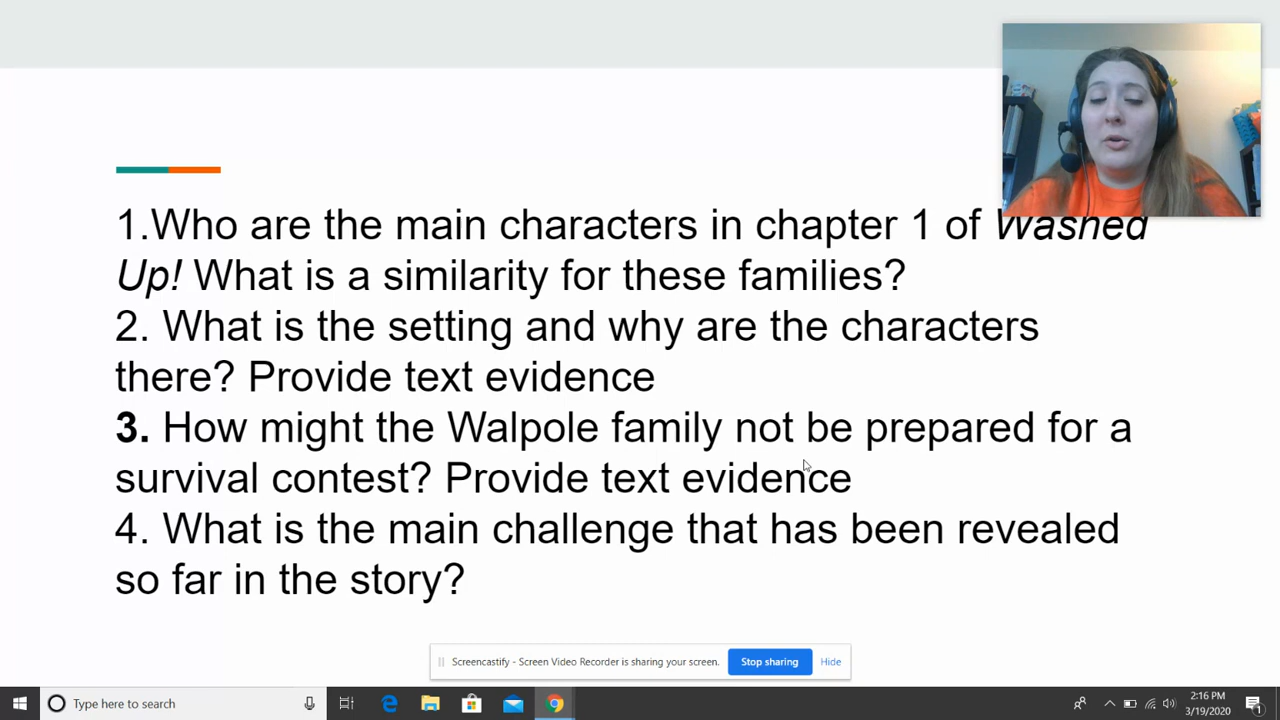 1.Who are the main characters in chapter 1 of Washed
Up! What is a similarity for these families?
2. What is the setting and why are the characters
there? Provide text evidence
3. How might the Walpole family not be prepared for a
survival contest? Provide text evidence
4. What is the main challenge that has been revealed
so far in the story?
Screencastify - Screen Video Recorder is sharing your screen. Stop sharing Hide
Type here to search
2:16 PM
3/19/2020
1